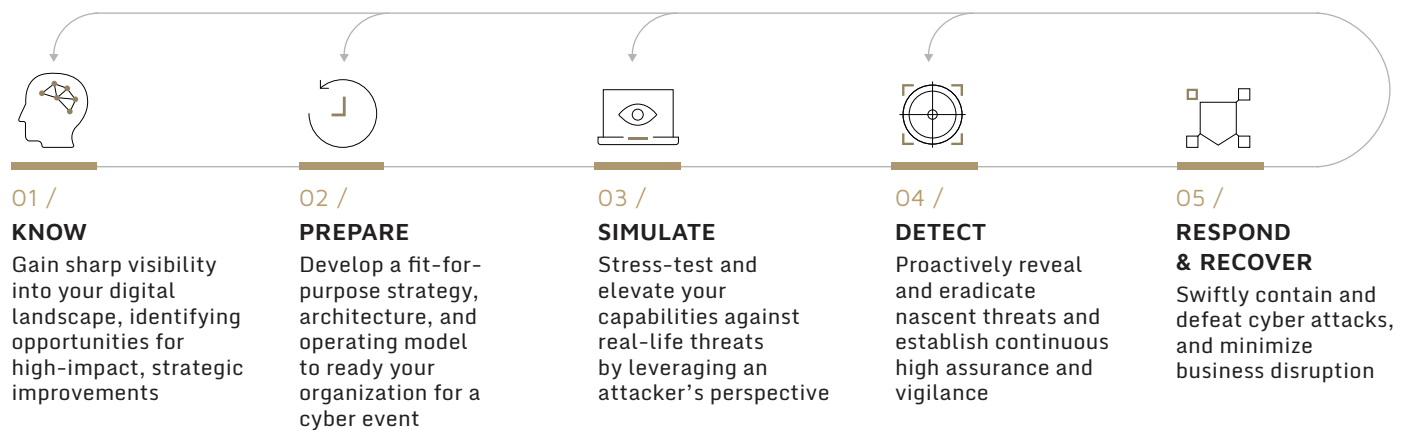 01 /
KNOW
Gain sharp visibility
into your digital
landscape, identifying
opportunities for
high-impact, strategic
improvements
02 /
PREPARE
Develop a fit-for-
purpose strategy,
architecture, and
operating model
to ready your
organization for a
cyber event
03 /
SIMULATE
Stress-test and
elevate your
capabilities against
real-life threats
by leveraging an
attacker’s perspective
04 /
DETECT
Proactively reveal
and eradicate
nascent threats and
establish continuous
high assurance and
vigilance
05 /
RESPOND
& RECOVER
Swiftly contain and
defeat cyber attacks,
and minimize
business disruption